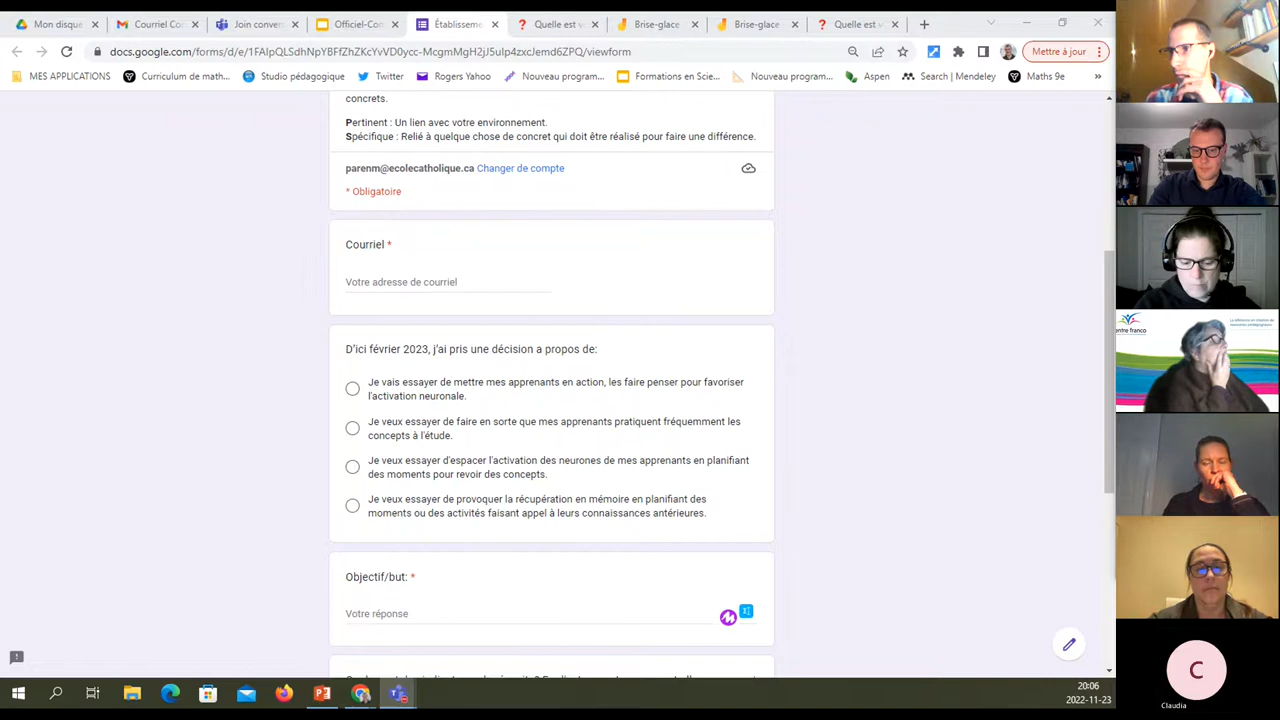 Mon disque
Courriel Co
Join conver
Officiel-Con
Établisseme
Quelle est v
Brise-glace
Brise-glace
Quelle est v
docs.google.com/forms/d/e/1FAIpQLSdhNpYBFfZhZKcYvVD0ycc-McgmMgH2jJ5uIp4zxcJemd6ZPQ/viewform
Mettre à jour
MES APPLICATIONS
Curriculum de math...
Studio pédagogique
Twitter
Rogers Yahoo
Nouveau program...
Formations en Scie...
Nouveau program...
Aspen
Search | Mendeley
Maths 9e
»
concrets.
Pertinent : Un lien avec votre environnement.
Spécifique : Relié à quelque chose de concret qui doit être réalisé pour faire une différence.
parenm@ecolecatholique.ca Changer de compte
* Obligatoire
Courriel *
Votre adresse de courriel
D'ici février 2023, j'ai pris une décision a propos de:
Je vais essayer de mettre mes apprenants en action, les faire penser pour favoriser
l'activation neuronale.
Je veux essayer de faire en sorte que mes apprenants pratiquent fréquemment les
concepts à l'étude.
Je veux essayer d'espacer l'activation des neurones de mes apprenants en planifiant
des moments pour revoir des concepts.
Je veux essayer de provoquer la récupération en mémoire en planifiant des
moments ou des activités faisant appel à leurs connaissances antérieures.
Objectif/but: *
Votre réponse
entre franco
C
Claudia
20:06
2022-11-23